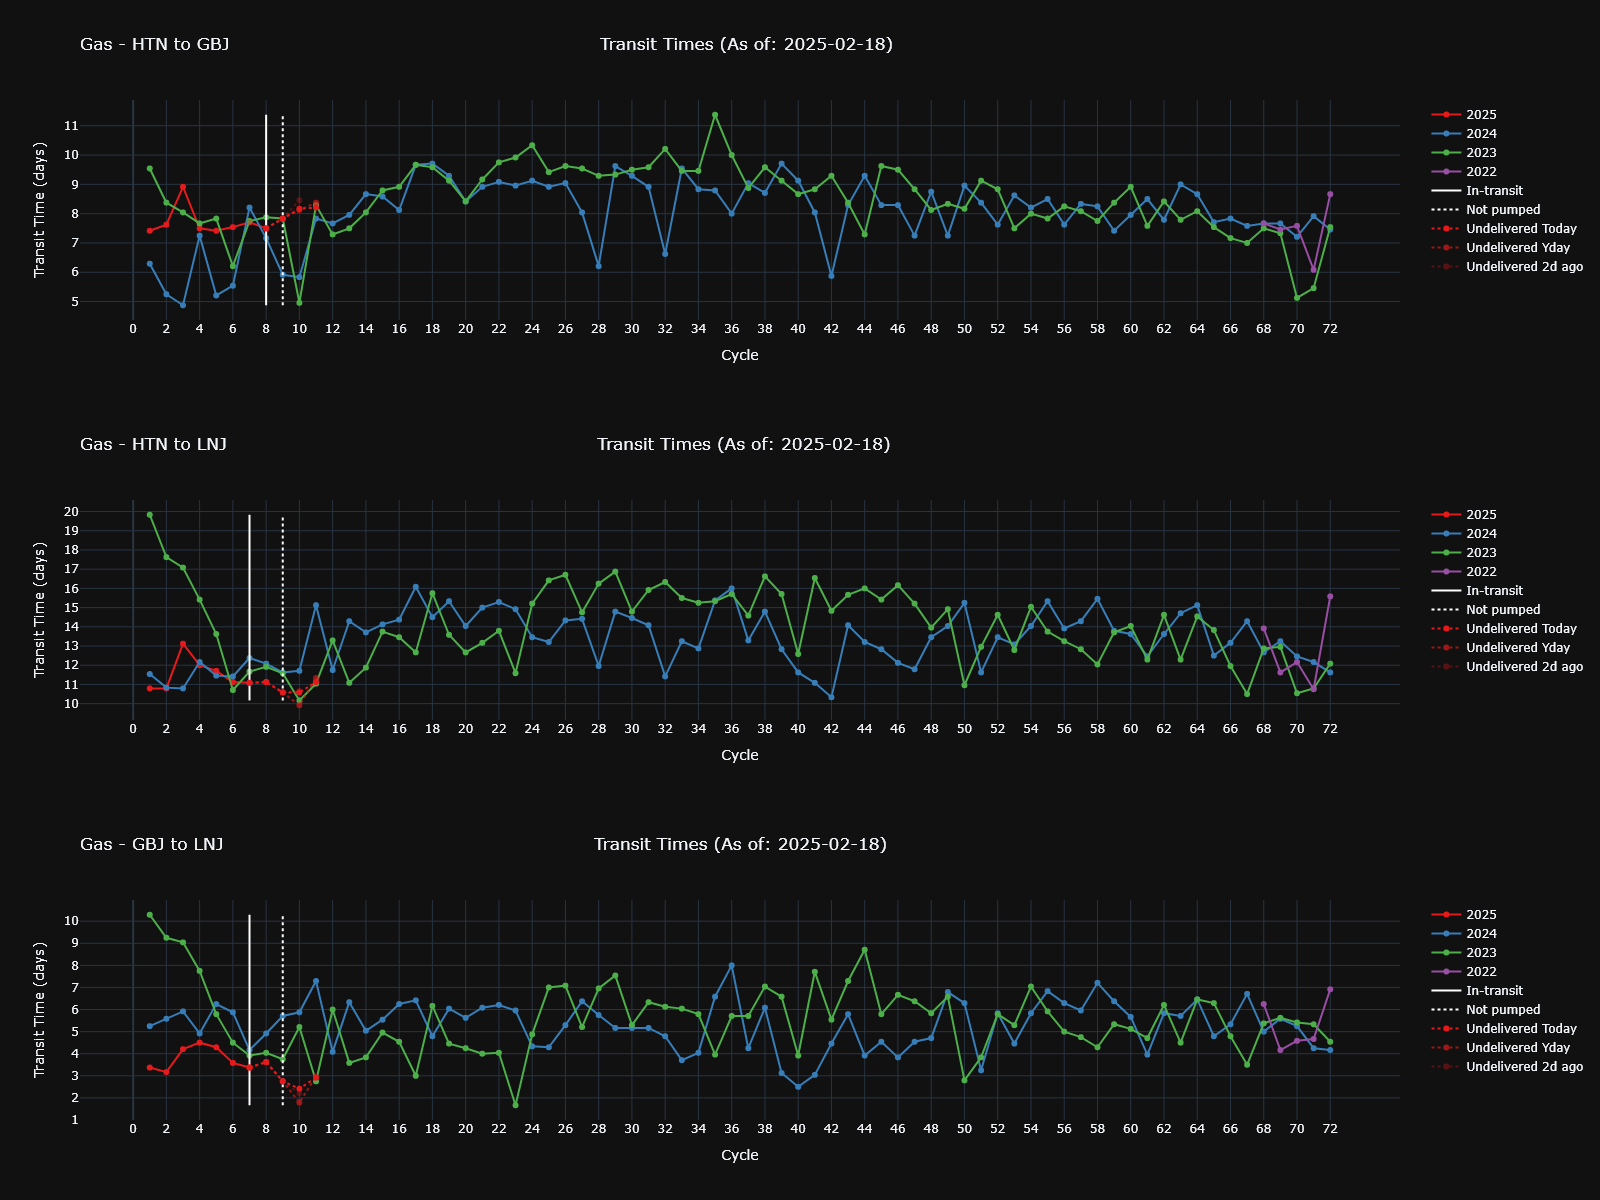 Gas - HTN to GBJ
Transit Times (As of: 2025-02-18)
Transit Time (days)
11
10
9
8
7
6
5
0 2 4 6 8 10 12 14 16 18 20 22 24 26 28 30 32 34 36 38 40 42 44 46 48 50 52 54 56 58 60 62 64 66 68 70 72
Cycle
2025
2024
2023
2022
In-transit
Not pumped
Undelivered Today
Undelivered Yday
Undelivered 2d ago
Gas - HTN to LNJ
Transit Times (As of: 2025-02-18)
Transit Time (days)
20
19
18
17
16
15
14
13
12
11
10
0 2 4 6 8 10 12 14 16 18 20 22 24 26 28 30 32 34 36 38 40 42 44 46 48 50 52 54 56 58 60 62 64 66 68 70 72
Cycle
2025
2024
2023
2022
In-transit
Not pumped
Undelivered Today
Undelivered Yday
Undelivered 2d ago
Gas - GBJ to LNJ
Transit Times (As of: 2025-02-18)
Transit Time (days)
10
9
8
7
6
5
4
3
2
1
0 2 4 6 8 10 12 14 16 18 20 22 24 26 28 30 32 34 36 38 40 42 44 46 48 50 52 54 56 58 60 62 64 66 68 70 72
Cycle
2025
2024
2023
2022
In-transit
Not pumped
Undelivered Today
Undelivered Yday
Undelivered 2d ago